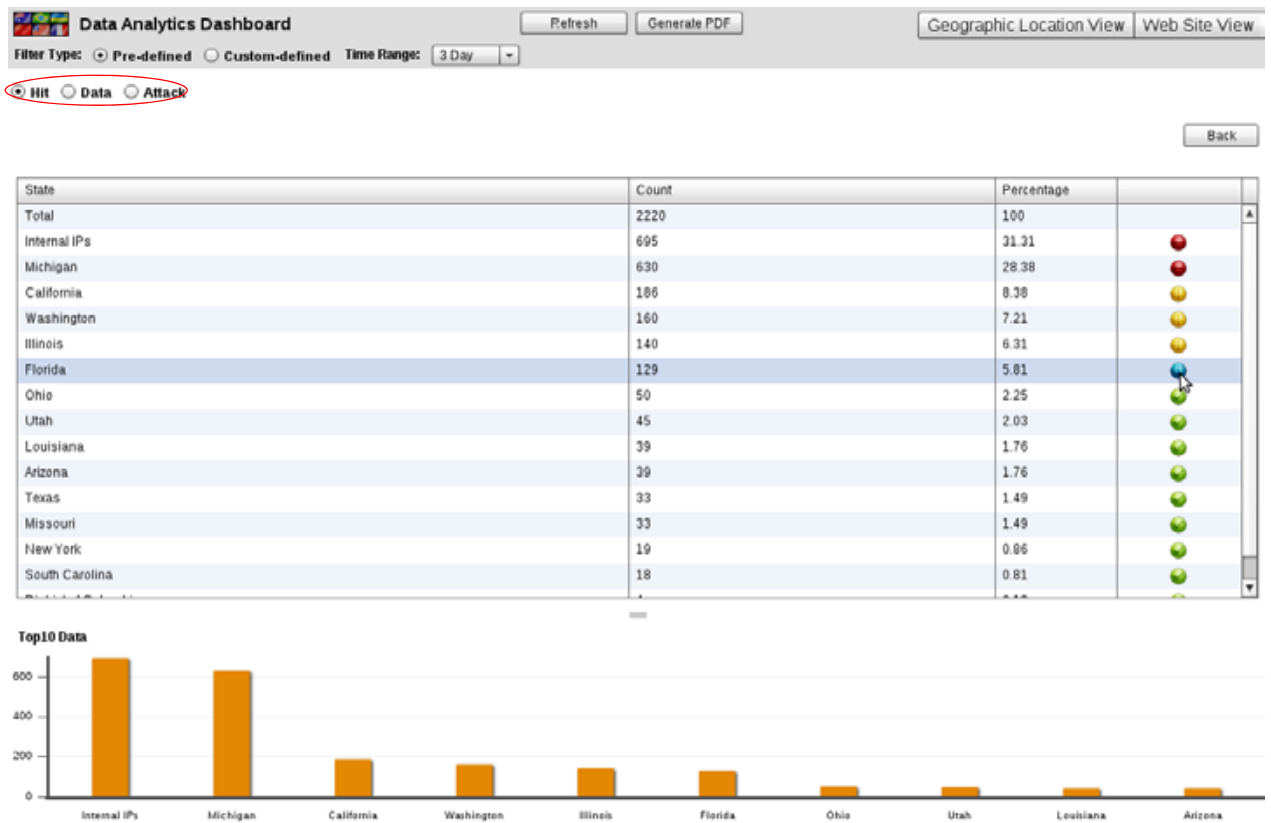 Data Analytics Dashboard Refresh Generate PDF Geographic Location View Web Site View
Filter Type: Pre-defined Custom-defined Time Range: 3 Day
Hit Data Attack
Back
State Count Percentage
Total 2220 100
Internal IPs 695 31.31
Michigan 630 28.38
California 186 8.38
Washington 160 7.21
Illinois 140 6.31
Florida 129 5.81
Ohio 50 2.25
Utah 45 2.03
Louisiana 39 1.76
Arizona 39 1.76
Texas 33 1.49
Missouri 33 1.49
New York 19 0.86
South Carolina 18 0.81
Top10 Data
600
400
200
0
Internal IPs Michigan California Washington Illinois Florida Ohio Utah Louisiana Arizona